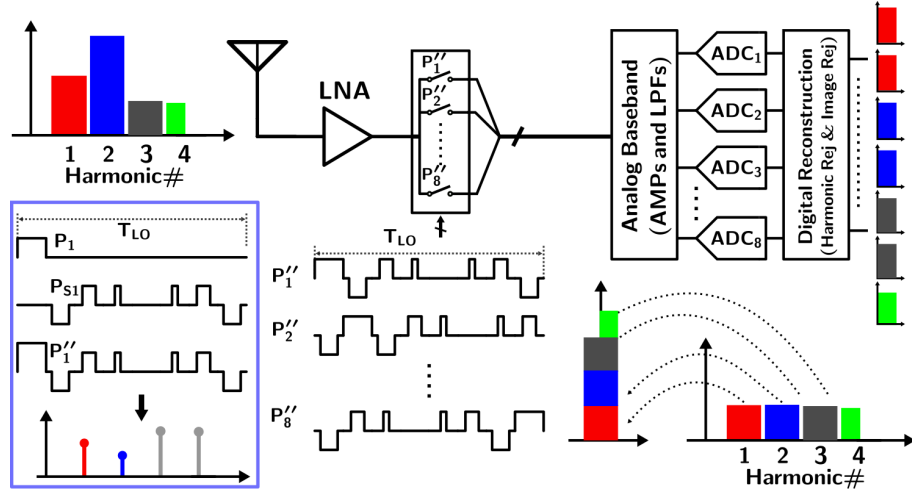 1 2 3 4
Harmonic#
LNA
P₁′′
P₂′′
P₈′′
Analog Baseband
(AMPs and LPFs)
ADC₁
ADC₂
ADC₃
ADC₈
Digital Reconstruction
(Harmonic Rej & Image Rej)
T_LO
P₁
P_S1
P₁′′
T_LO
P₁′′
P₂′′
P₈′′
1 2 3 4
Harmonic#